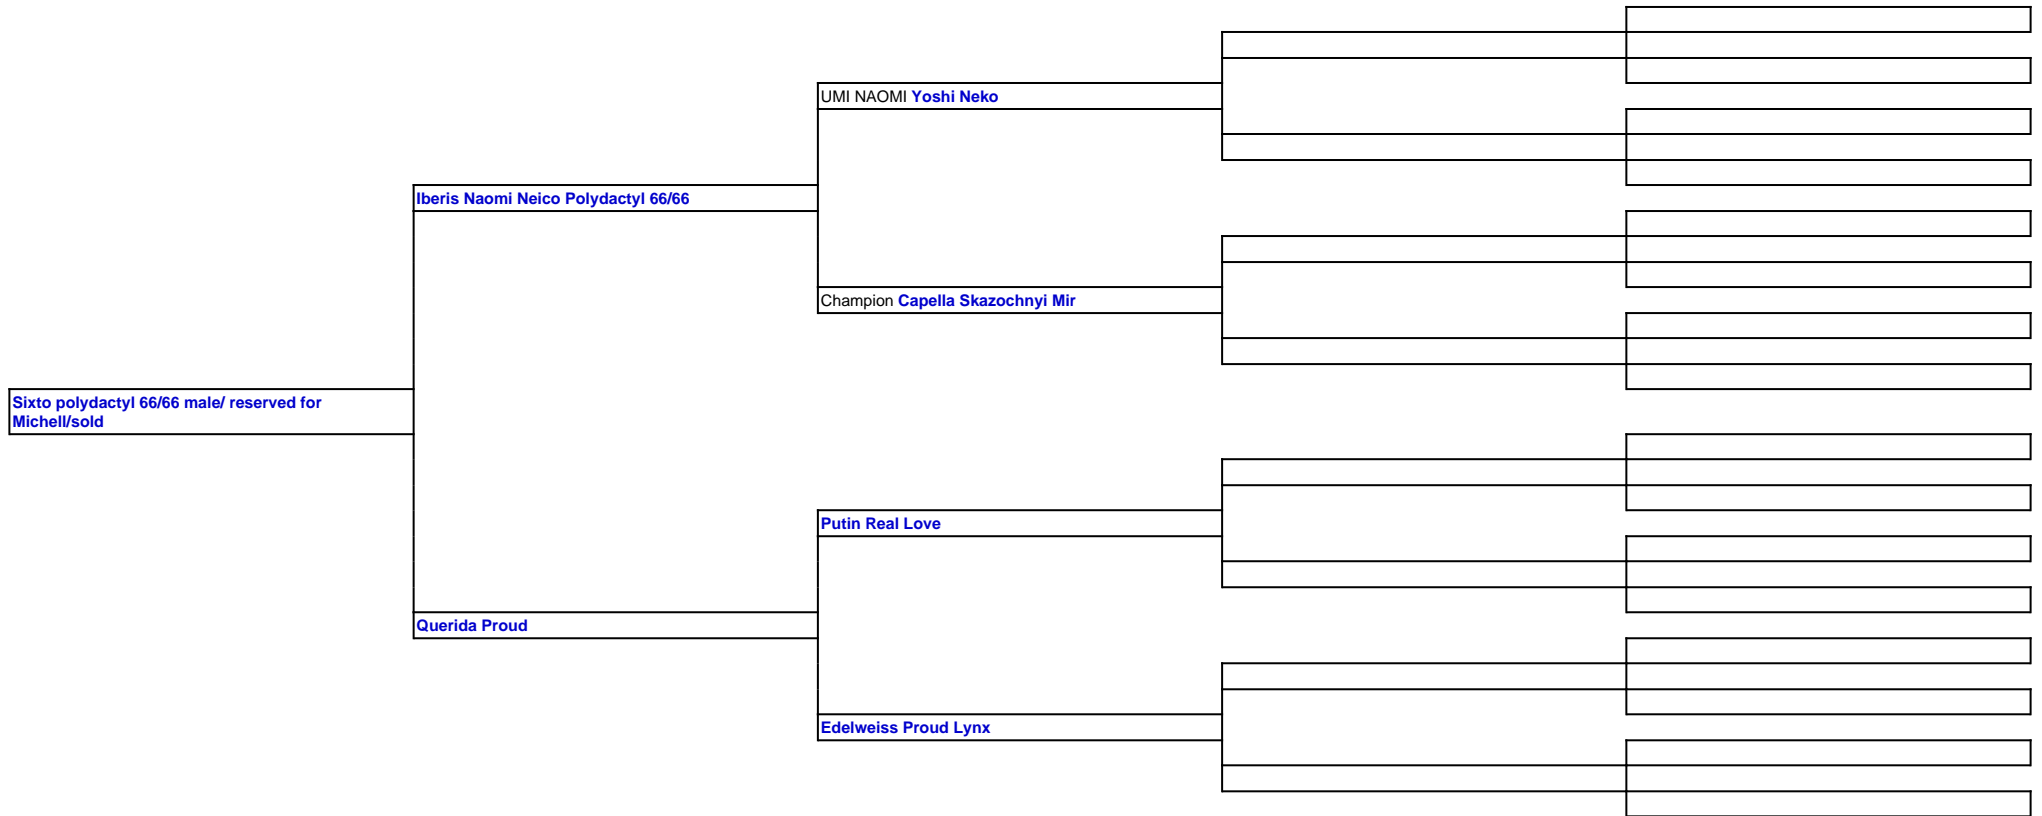 UMI NAOMI Yoshi Neko
Iberis Naomi Neico Polydactyl 66/66
Champion Capella Skazochnyi Mir
Sixto polydactyl 66/66 male/ reserved for
Michell/sold
Putin Real Love
Querida Proud
Edelweiss Proud Lynx